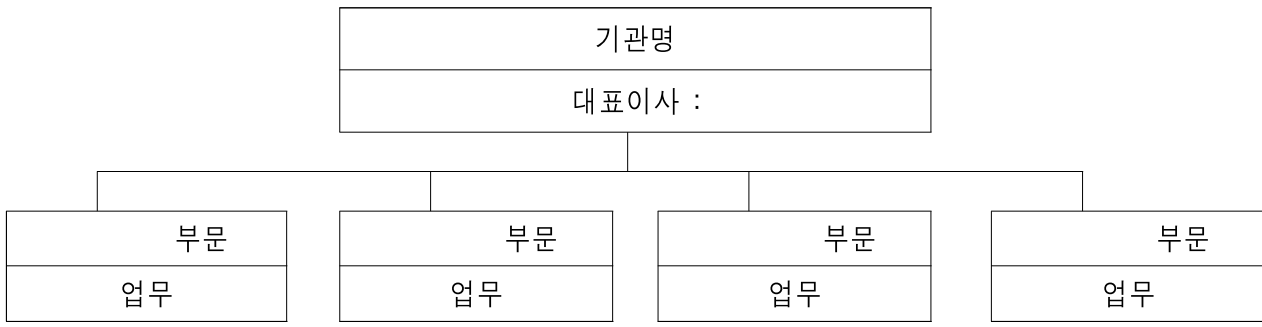 기관명
대표이사 :
부문 부문 부문 부문
업무 업무 업무 업무